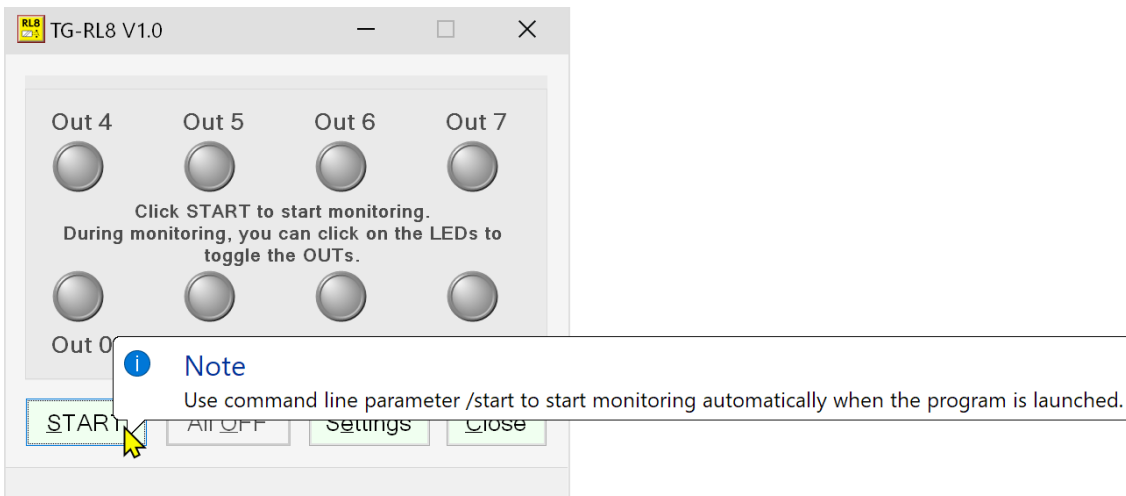 RL8 TG-RL8 V1.0
Out 4 Out 5 Out 6 Out 7
Click START to start monitoring.
During monitoring, you can click on the LEDs to
toggle the OUTs.
Out 0
Note
Use command line parameter /start to start monitoring automatically when the program is launched.
START All OFF Settings Close